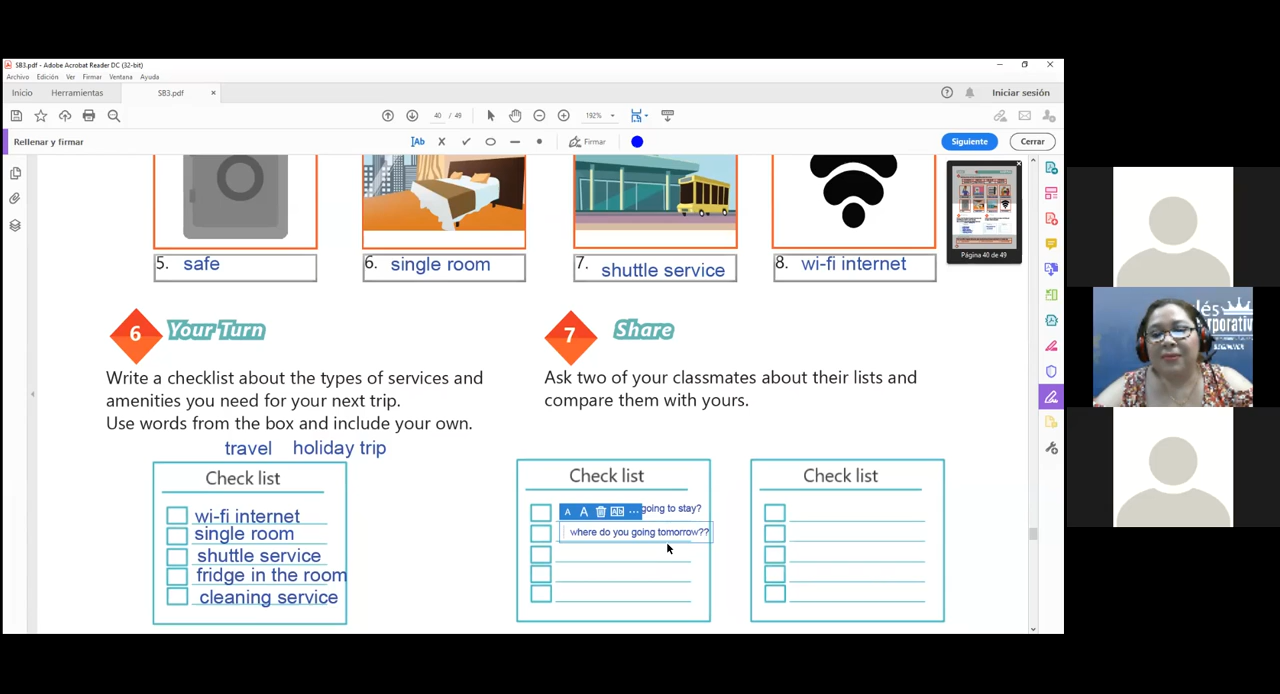 SB3.pdf - Adobe Acrobat Reader DC (32-bit)
Archivo Edición Ver Firmar Ventana Ayuda
Inicio Herramientas SB3.pdf × Iniciar sesión
40 / 49 192%
Rellenar y firmar Ab Firmar Siguiente Cerrar
Página 40 de 49
5. safe
6. single room
7. shuttle service
8. wi-fi internet
6 Your Turn
Write a checklist about the types of services and
amenities you need for your next trip.
Use words from the box and include your own.
travel holiday trip
Check list
wi-fi internet
single room
shuttle service
fridge in the room
cleaning service
7 Share
Ask two of your classmates about their lists and
compare them with yours.
Check list
A A Ab ... going to stay?
where do you going tomorrow??
Check list